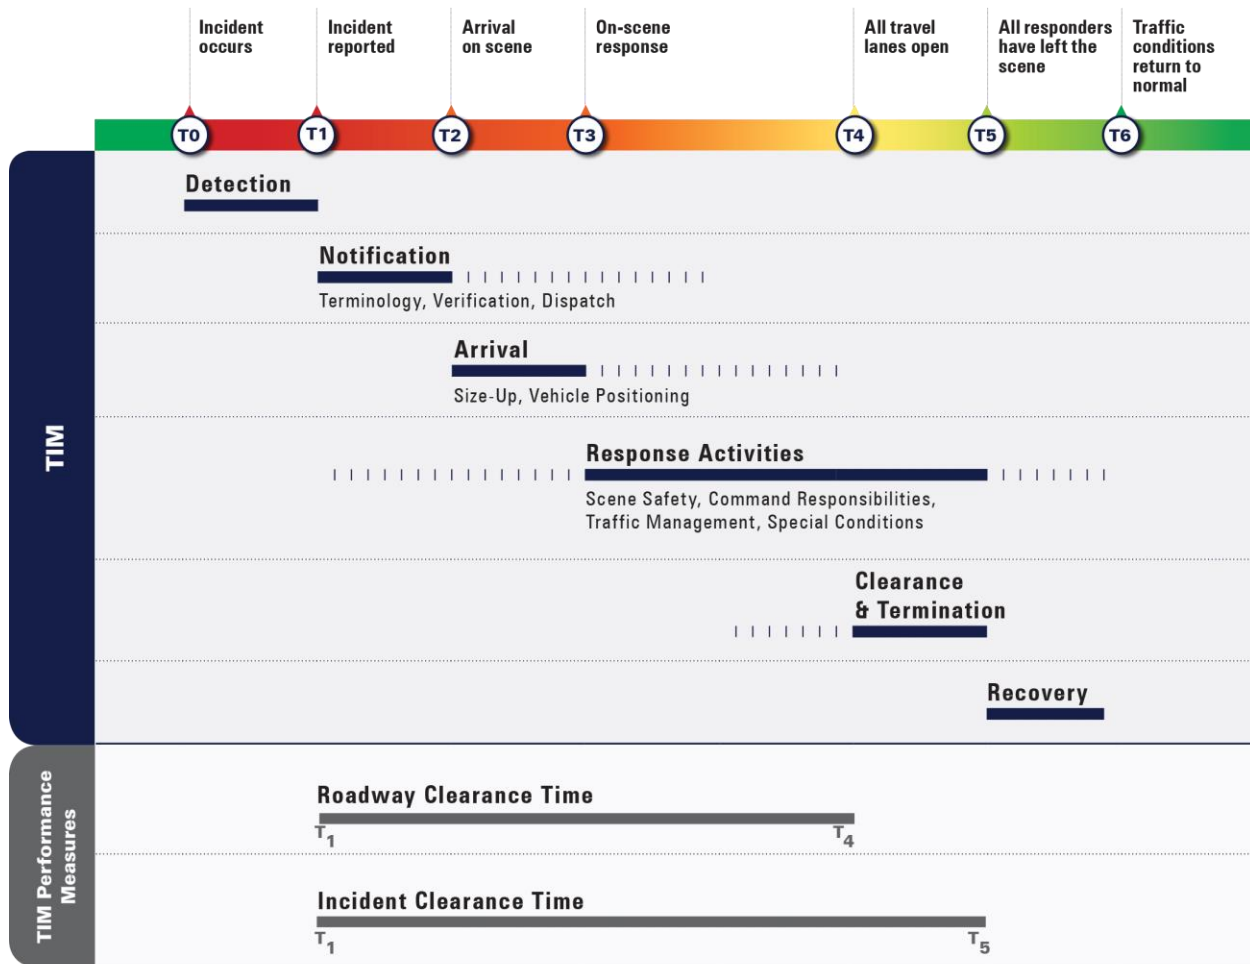 Incident
occurs
Incident
reported
Arrival
on scene
On-scene
response
All travel
lanes open
All responders
have left the
scene
Traffic
conditions
return to
normal
T0
T1
T2
T3
T4
T5
T6
TIM
Detection
Notification
Terminology, Verification, Dispatch
Arrival
Size-Up, Vehicle Positioning
Response Activities
Scene Safety, Command Responsibilities,
Traffic Management, Special Conditions
Clearance
& Termination
Recovery
TIM Performance
Measures
Roadway Clearance Time
T1
T4
Incident Clearance Time
T1
T5